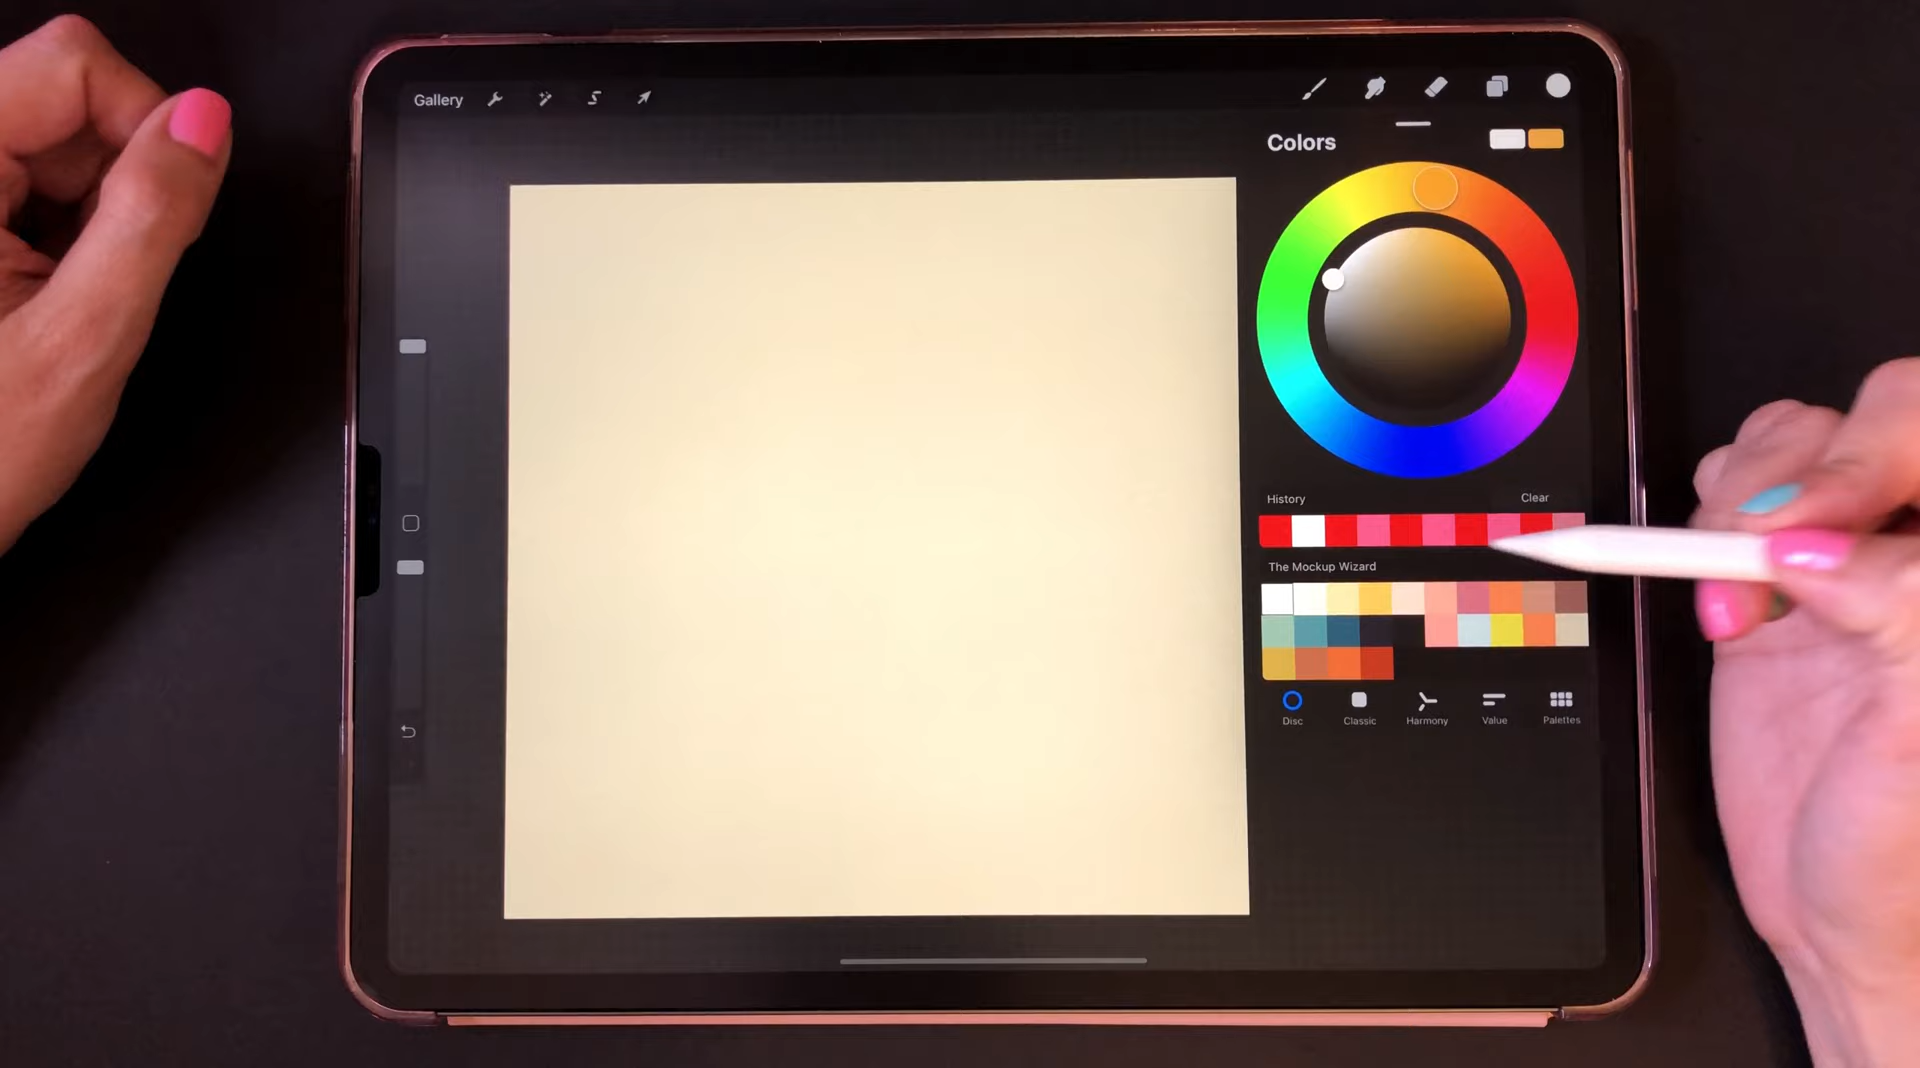 Gallery
Colors
History
Clear
The Mockup Wizard
Disc
Classic
Harmony
Value
Palettes